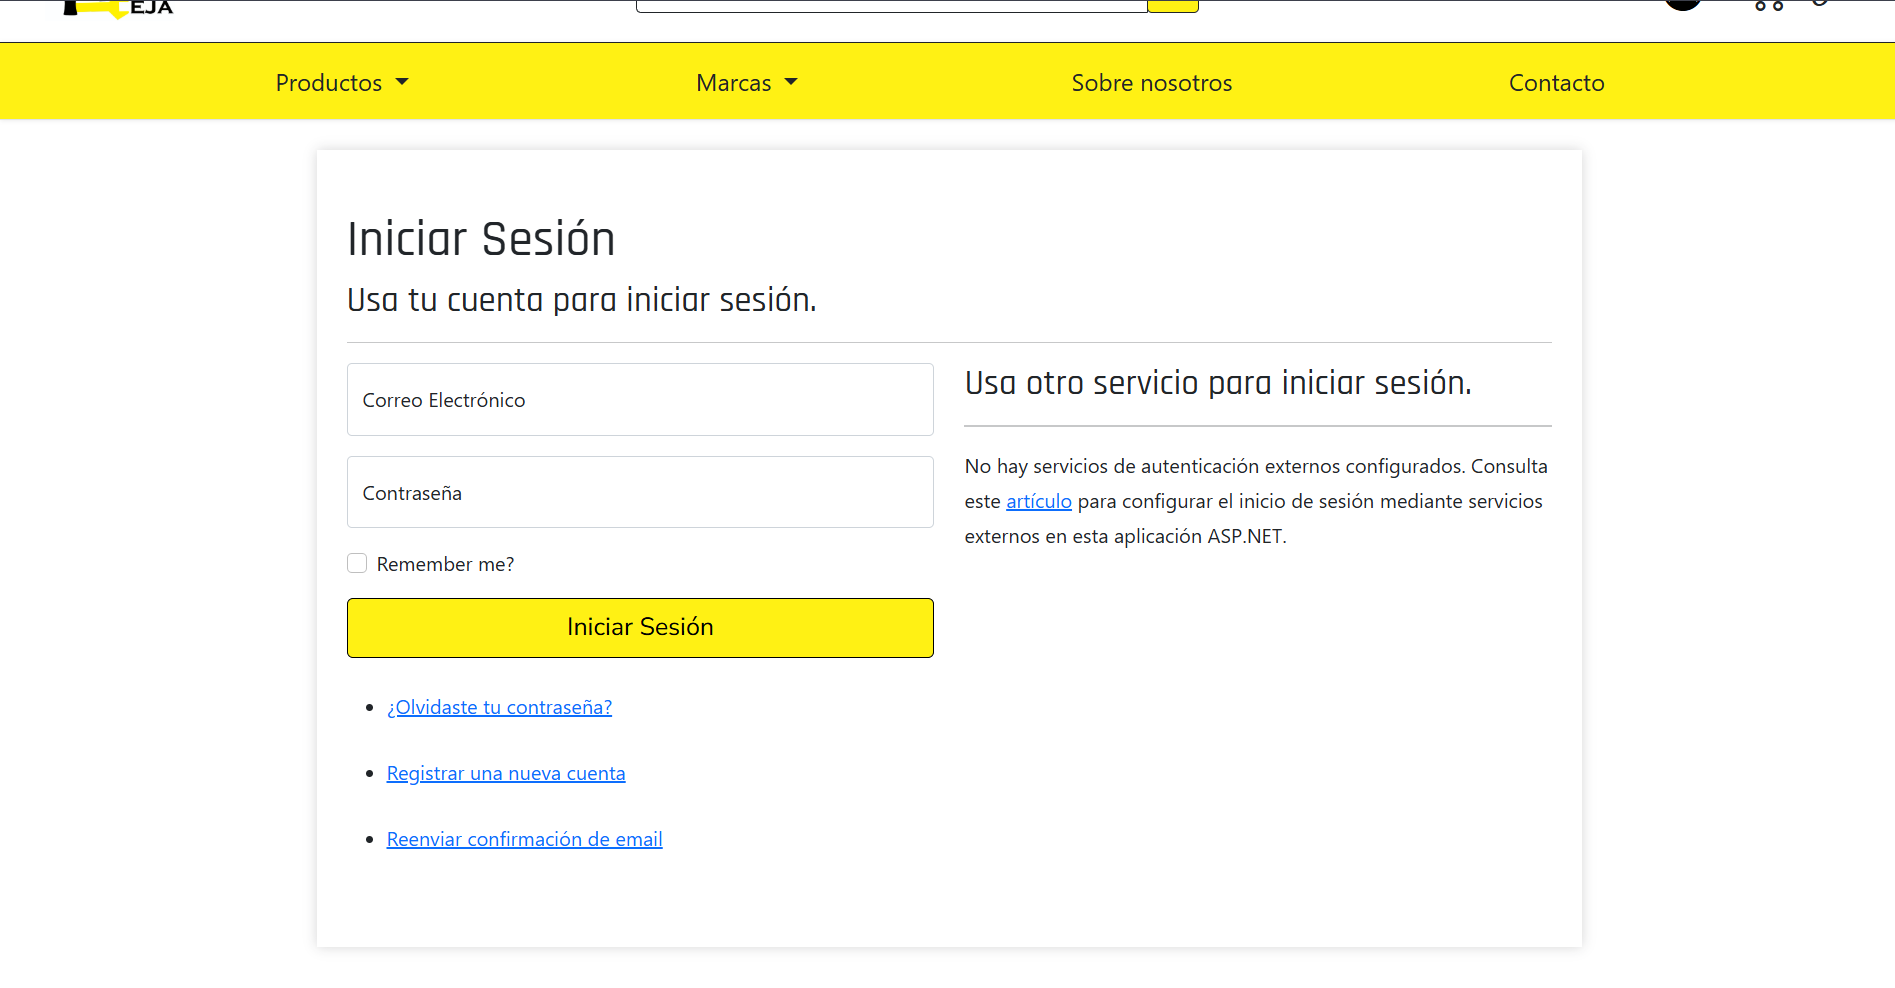 EJA
Productos
Marcas
Sobre nosotros
Contacto
Iniciar Sesión
Usa tu cuenta para iniciar sesión.
Correo Electrónico
Contraseña
Remember me?
Iniciar Sesión
¿Olvidaste tu contraseña?
Registrar una nueva cuenta
Reenviar confirmación de email
Usa otro servicio para iniciar sesión.
No hay servicios de autenticación externos configurados. Consulta
este artículo para configurar el inicio de sesión mediante servicios
externos en esta aplicación ASP.NET.